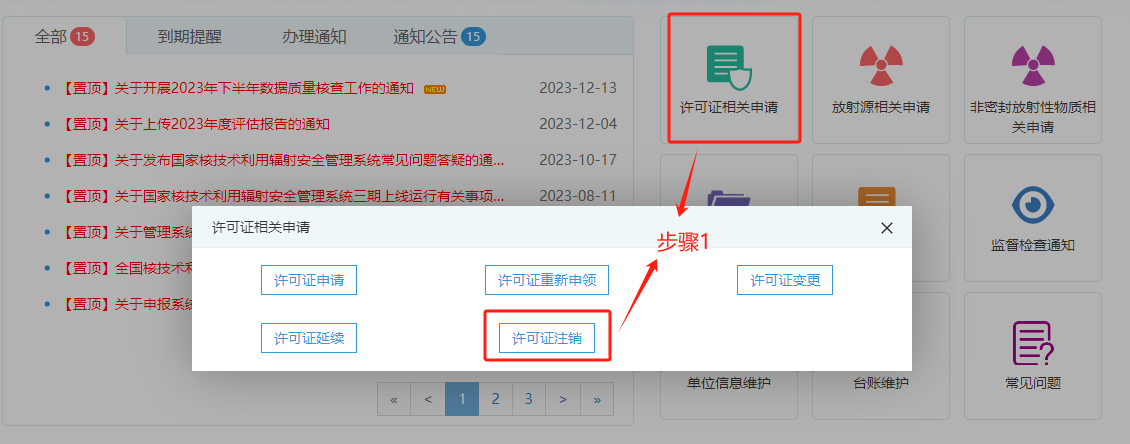 全部 15 到期提醒 办理通知 通知公告 15
【置顶】关于开展2023年下半年数据质量核查工作的通知 NEW 2023-12-13
【置顶】关于上传2023年度评估报告的通知 2023-12-04
【置顶】关于发布国家核技术利用辐射安全管理系统常见问题答疑的通... 2023-10-17
【置顶】关于国家核技术利用辐射安全管理系统三期上线运行有关事项... 2023-08-11
【置顶】关于管理系统
【置顶】全国核技术利
【置顶】关于申报系统
« < 1 2 3 > »
许可证相关申请
放射源相关申请
非密封放射性物质相
关申请
监督检查通知
单位信息维护
台账维护
常见问题
许可证相关申请
步骤1
许可证申请 许可证重新申领 许可证变更
许可证延续 许可证注销